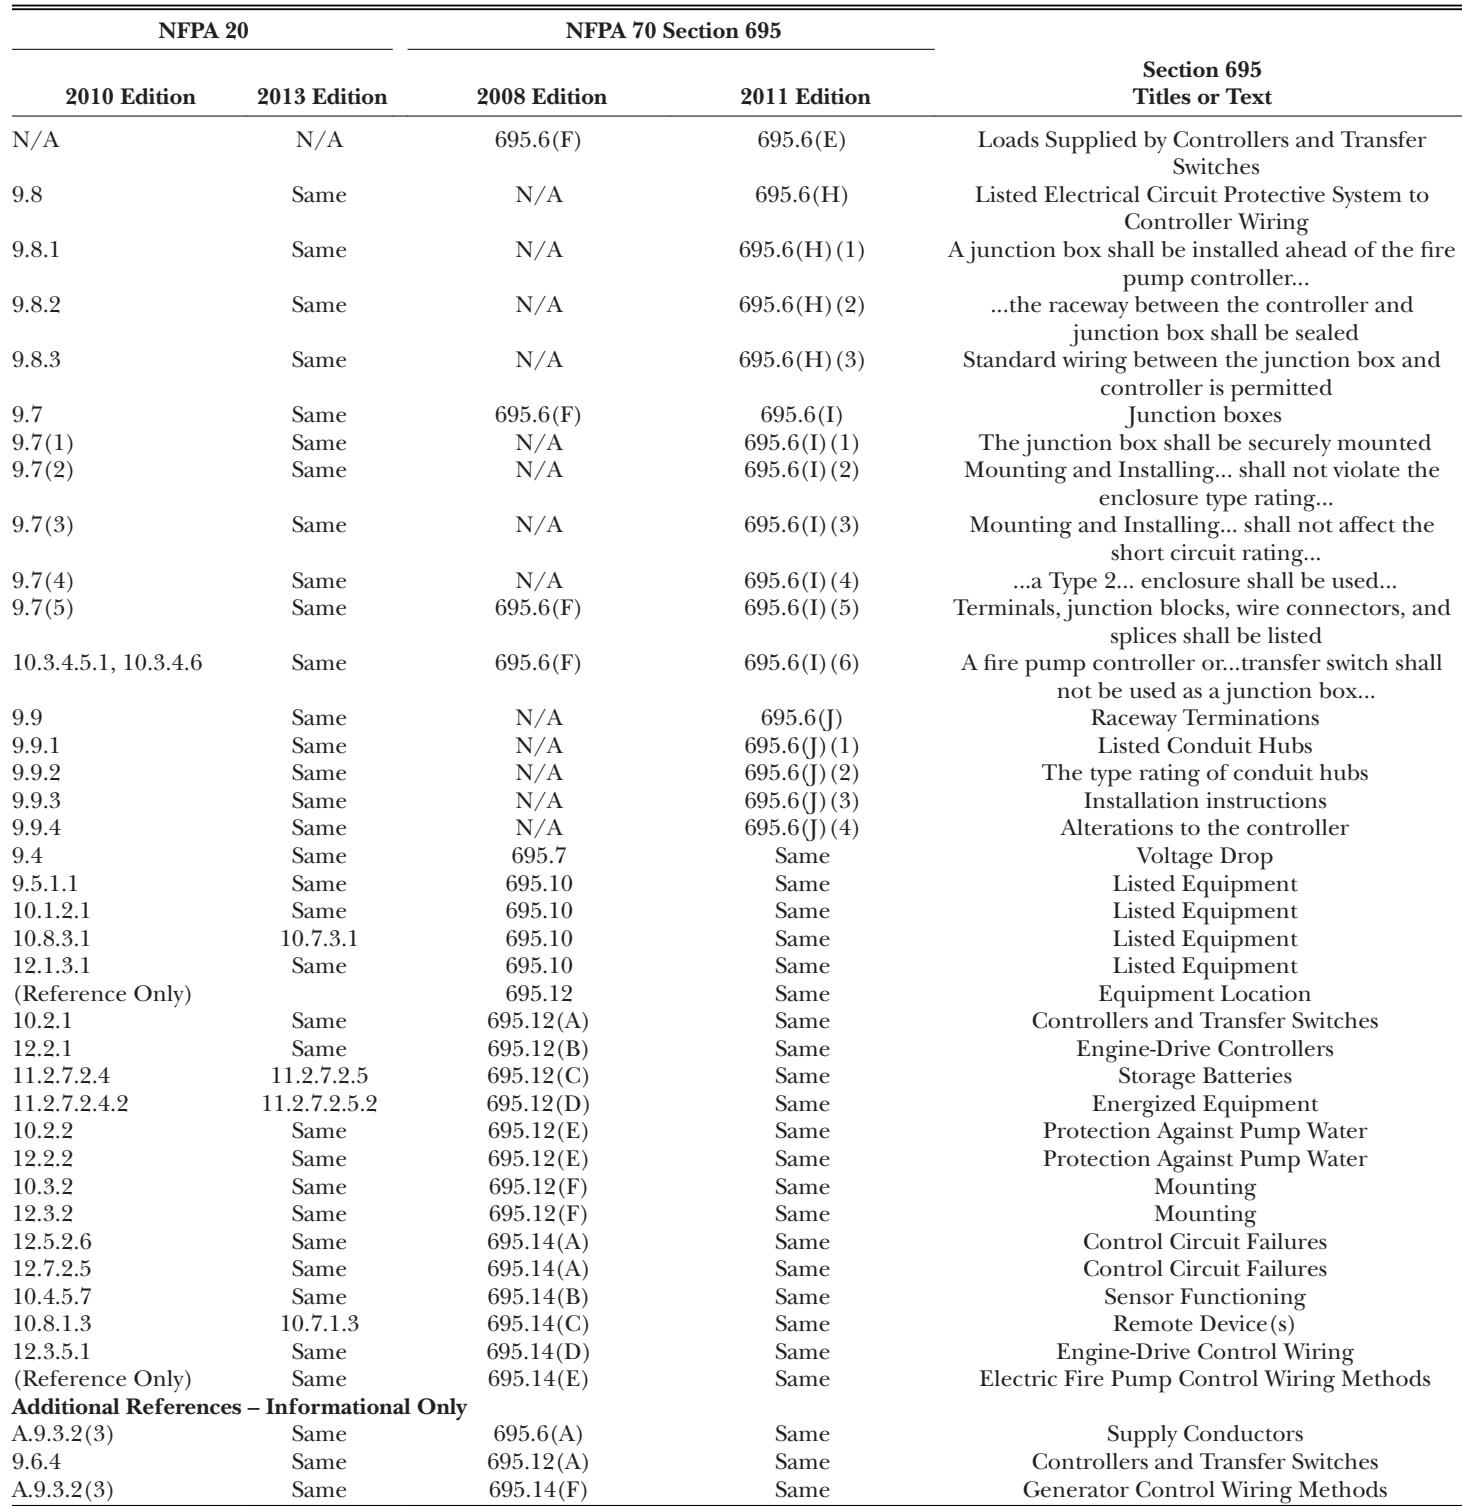 NFPA 20 NFPA 70 Section 695
Section 695
2010 Edition 2013 Edition 2008 Edition 2011 Edition Titles or Text
N/A N/A 695.6(F) 695.6(E) Loads Supplied by Controllers and Transfer
Switches
9.8 Same N/A 695.6(H) Listed Electrical Circuit Protective System to
Controller Wiring
9.8.1 Same N/A 695.6(H)(1) A junction box shall be installed ahead of the fire
pump controller...
9.8.2 Same N/A 695.6(H)(2) ...the raceway between the controller and
junction box shall be sealed
9.8.3 Same N/A 695.6(H)(3) Standard wiring between the junction box and
controller is permitted
9.7 Same 695.6(F) 695.6(I) Junction boxes
9.7(1) Same N/A 695.6(I)(1) The junction box shall be securely mounted
9.7(2) Same N/A 695.6(I)(2) Mounting and Installing... shall not violate the
enclosure type rating...
9.7(3) Same N/A 695.6(I)(3) Mounting and Installing... shall not affect the
short circuit rating...
9.7(4) Same N/A 695.6(I)(4) ...a Type 2... enclosure shall be used...
9.7(5) Same 695.6(F) 695.6(I)(5) Terminals, junction blocks, wire connectors, and
splices shall be listed
10.3.4.5.1, 10.3.4.6 Same 695.6(F) 695.6(I)(6) A fire pump controller or...transfer switch shall
not be used as a junction box...
9.9 Same N/A 695.6(J) Raceway Terminations
9.9.1 Same N/A 695.6(J)(1) Listed Conduit Hubs
9.9.2 Same N/A 695.6(J)(2) The type rating of conduit hubs
9.9.3 Same N/A 695.6(J)(3) Installation instructions
9.9.4 Same N/A 695.6(J)(4) Alterations to the controller
9.4 Same 695.7 Same Voltage Drop
9.5.1.1 Same 695.10 Same Listed Equipment
10.1.2.1 Same 695.10 Same Listed Equipment
10.8.3.1 10.7.3.1 695.10 Same Listed Equipment
12.1.3.1 Same 695.10 Same Listed Equipment
(Reference Only) 695.12 Same Equipment Location
10.2.1 Same 695.12(A) Same Controllers and Transfer Switches
12.2.1 Same 695.12(B) Same Engine-Drive Controllers
11.2.7.2.4 11.2.7.2.5 695.12(C) Same Storage Batteries
11.2.7.2.4.2 11.2.7.2.5.2 695.12(D) Same Energized Equipment
10.2.2 Same 695.12(E) Same Protection Against Pump Water
12.2.2 Same 695.12(E) Same Protection Against Pump Water
10.3.2 Same 695.12(F) Same Mounting
12.3.2 Same 695.12(F) Same Mounting
12.5.2.6 Same 695.14(A) Same Control Circuit Failures
12.7.2.5 Same 695.14(A) Same Control Circuit Failures
10.4.5.7 Same 695.14(B) Same Sensor Functioning
10.8.1.3 10.7.1.3 695.14(C) Same Remote Device(s)
12.3.5.1 Same 695.14(D) Same Engine-Drive Control Wiring
(Reference Only) Same 695.14(E) Same Electric Fire Pump Control Wiring Methods
Additional References – Informational Only
A.9.3.2(3) Same 695.6(A) Same Supply Conductors
9.6.4 Same 695.12(A) Same Controllers and Transfer Switches
A.9.3.2(3) Same 695.14(F) Same Generator Control Wiring Methods